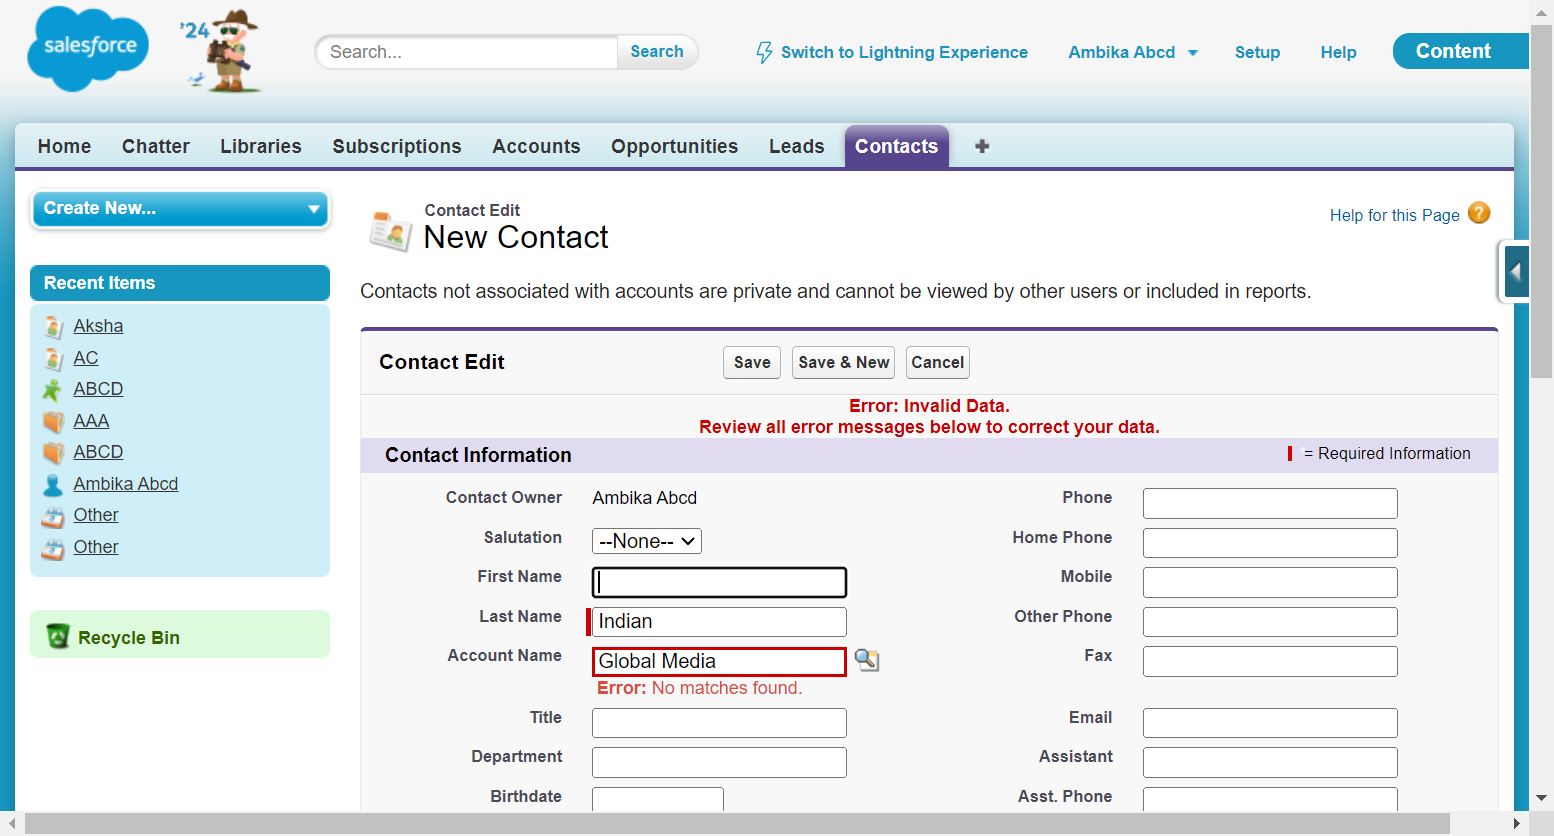 salesforce
'24
Search...
Search
Switch to Lightning Experience
Ambika Abcd
Setup
Help
Content
Home
Chatter
Libraries
Subscriptions
Accounts
Opportunities
Leads
Contacts
Create New...
Recent Items
Aksha
AC
ABCD
AAA
ABCD
Ambika Abcd
Other
Other
Recycle Bin
Contact Edit
New Contact
Help for this Page
Contacts not associated with accounts are private and cannot be viewed by other users or included in reports.
Contact Edit
Save
Save & New
Cancel
Error: Invalid Data.
Review all error messages below to correct your data.
Contact Information
= Required Information
Contact Owner
Ambika Abcd
Phone
Salutation
--None--
Home Phone
First Name
Mobile
Last Name
Indian
Other Phone
Account Name
Global Media
Fax
Error: No matches found.
Title
Email
Department
Assistant
Birthdate
Asst. Phone